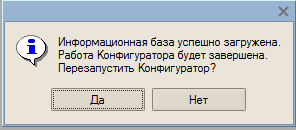 Информационная база успешно загружена.
Работа Конфигуратора будет завершена.
Перезапустить Конфигуратор?
Да
Нет